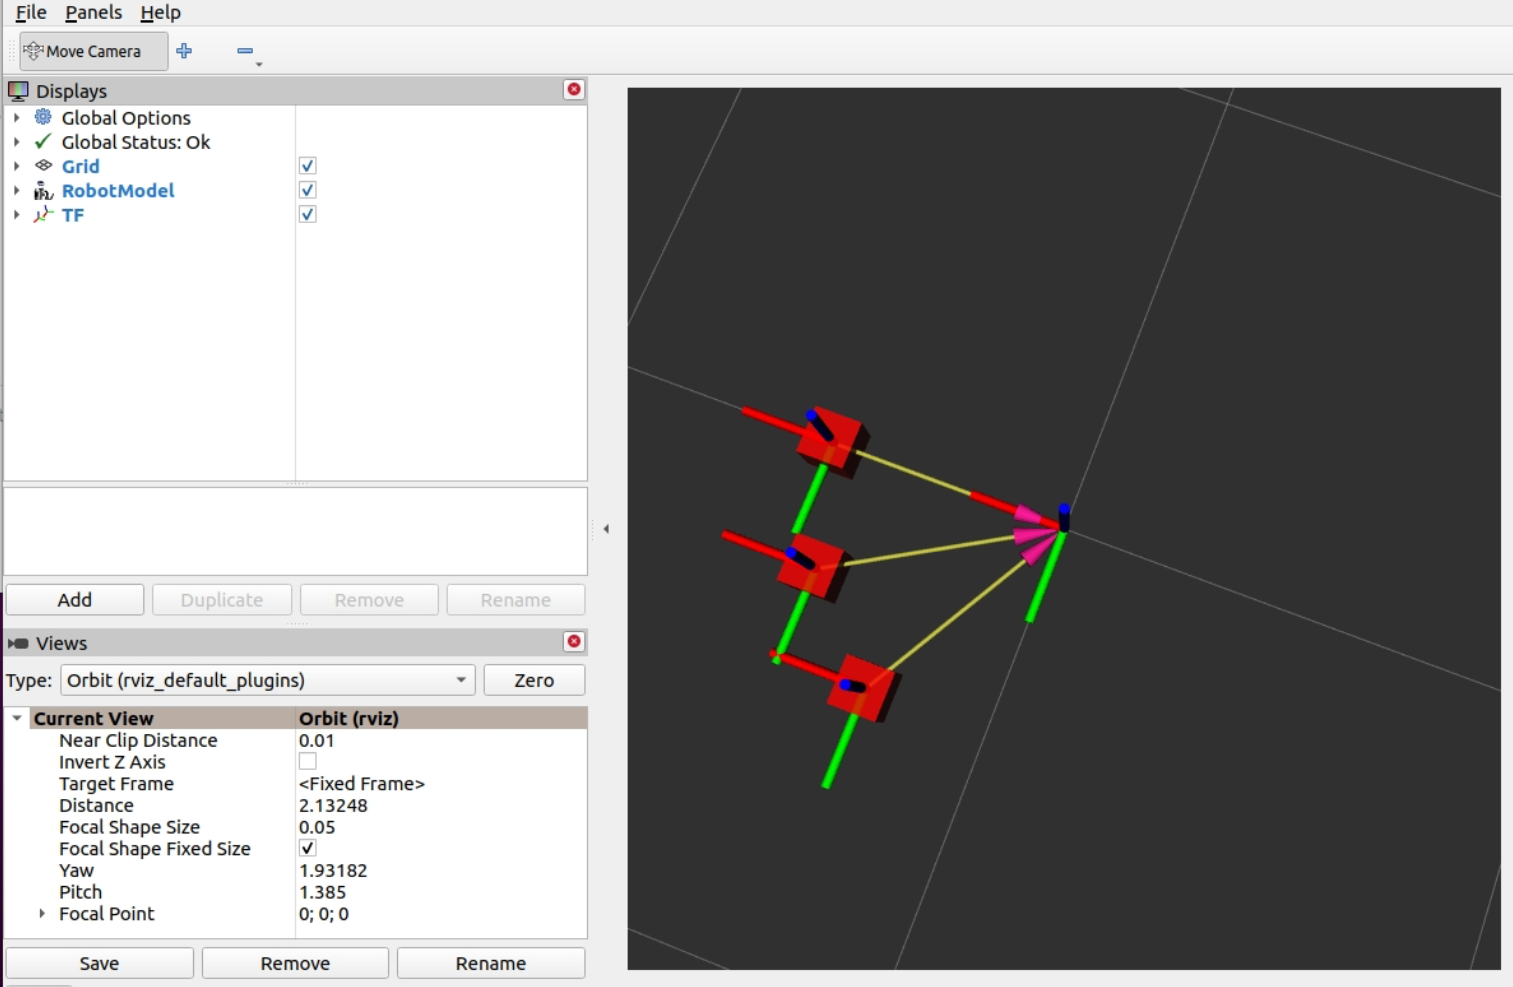 File Panels Help
Move Camera
Displays
Global Options
Global Status: Ok
Grid
RobotModel
TF
Add Duplicate Remove Rename
Views
Type: Orbit (rviz_default_plugins) Zero
Current View Orbit (rviz)
Near Clip Distance 0.01
Invert Z Axis
Target Frame <Fixed Frame>
Distance 2.13248
Focal Shape Size 0.05
Focal Shape Fixed Size
Yaw 1.93182
Pitch 1.385
Focal Point 0; 0; 0
Save Remove Rename